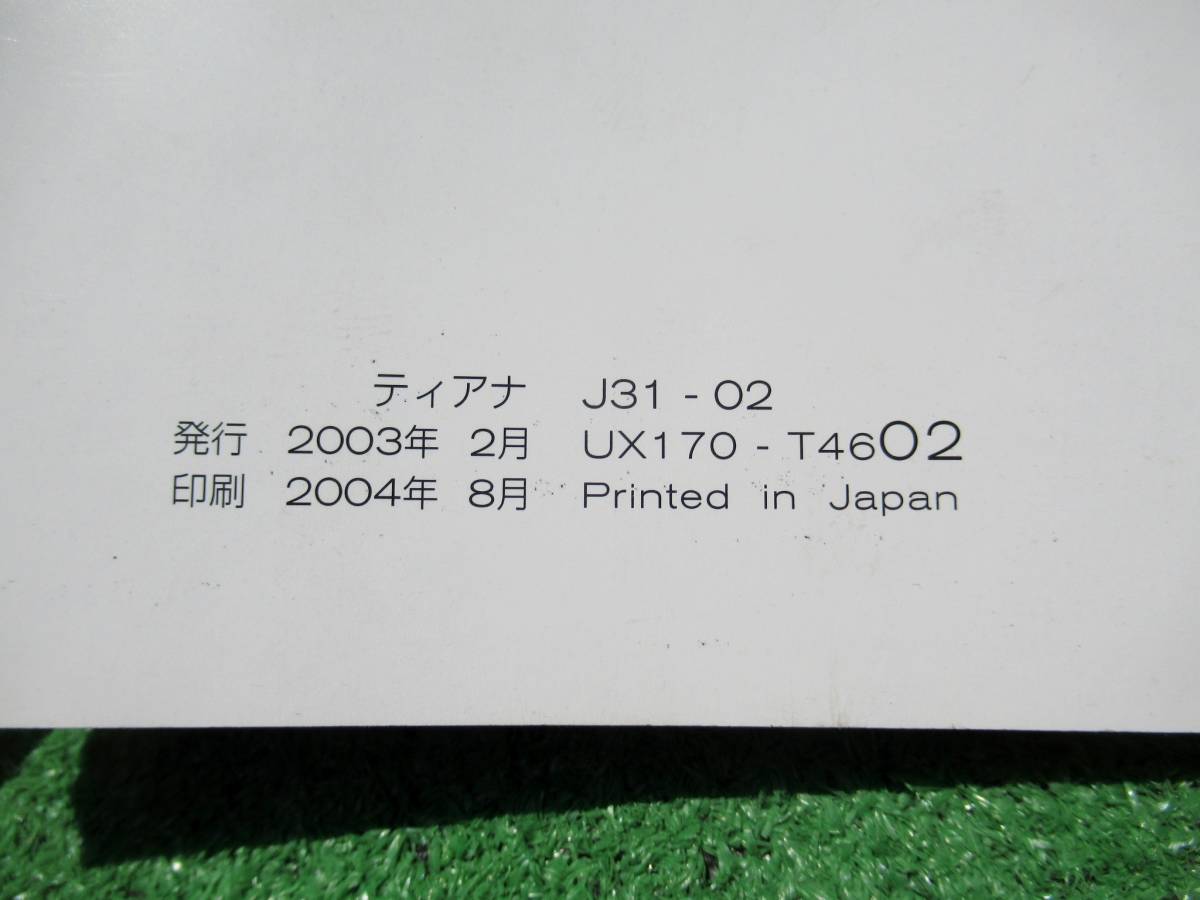 ティアナ J31 - 02
発行 2003年 2月 UX170 - T4602
印刷 2004年 8月 Printed in Japan